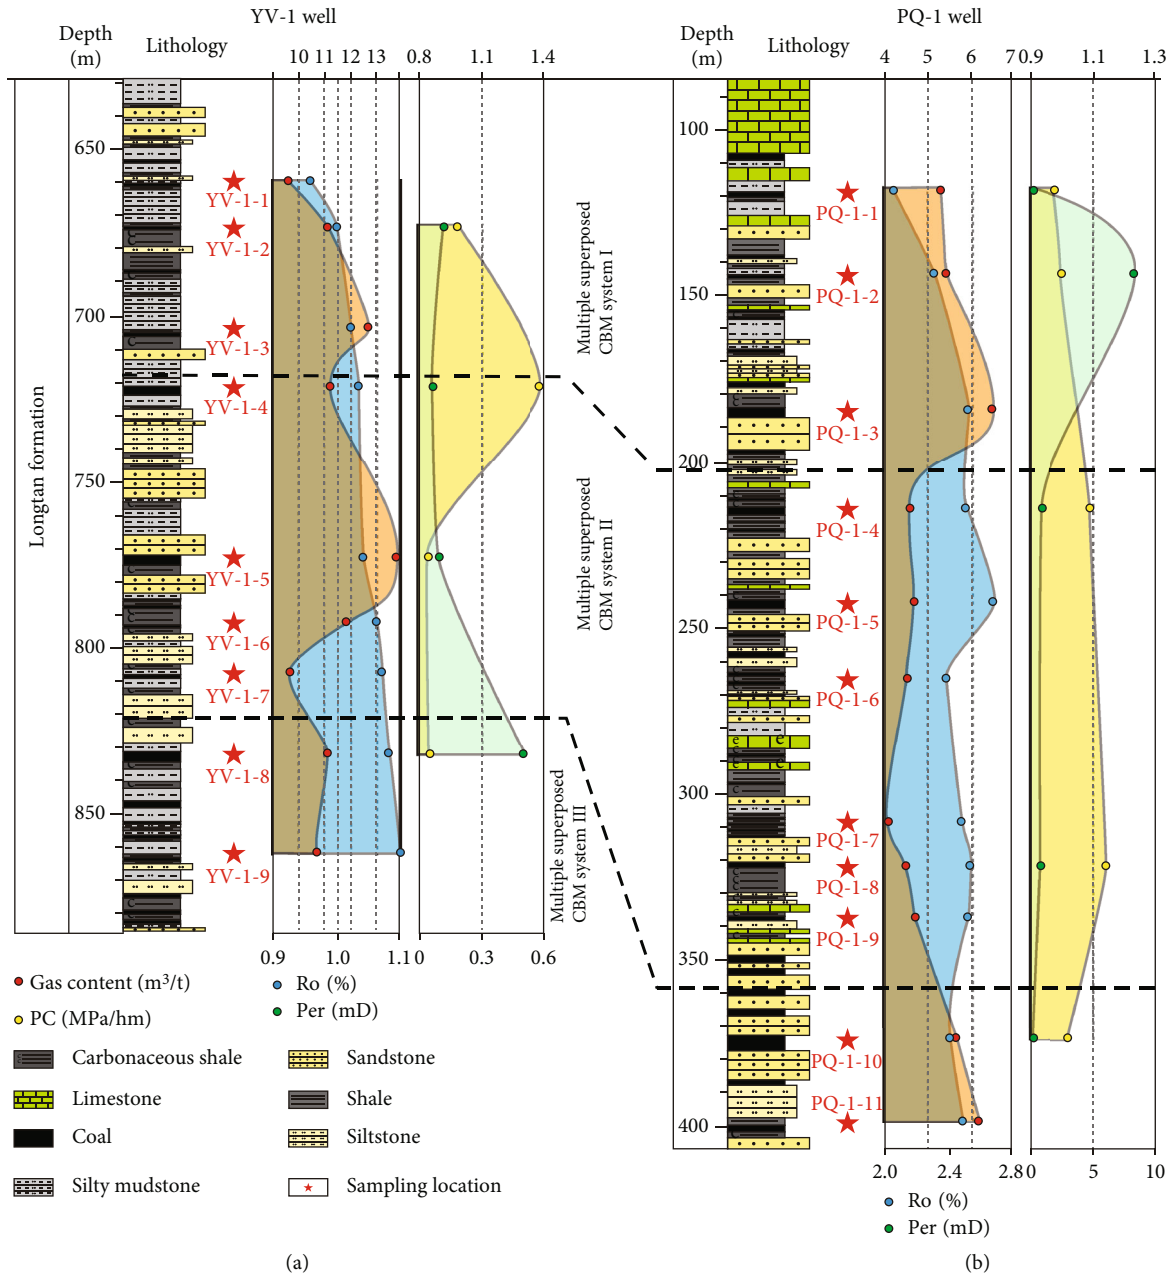 YV-1 well
PQ-1 well
Depth (m)
Lithology
10 11 12 13
0.8 1.1 1.4
Depth (m)
Lithology
4 5 6 7
0.9 1.1 1.3
Longtan formation
650
700
750
800
850
YV-1-1
YV-1-2
YV-1-3
YV-1-4
YV-1-5
YV-1-6
YV-1-7
YV-1-8
YV-1-9
0.9 1.0 1.1
0 0.3 0.6
Multiple superposed
CBM system I
Multiple superposed
CBM system II
Multiple superposed
CBM system III
100
150
200
250
300
350
400
PQ-1-1
PQ-1-2
PQ-1-3
PQ-1-4
PQ-1-5
PQ-1-6
PQ-1-7
PQ-1-8
PQ-1-9
PQ-1-10
PQ-1-11
2.0 2.4 2.8
0 5 10
Gas content (m³/t)
Ro (%)
PC (MPa/hm)
Per (mD)
Carbonaceous shale
Sandstone
Limestone
Shale
Coal
Siltstone
Silty mudstone
Sampling location
Ro (%)
Per (mD)
(a)
(b)